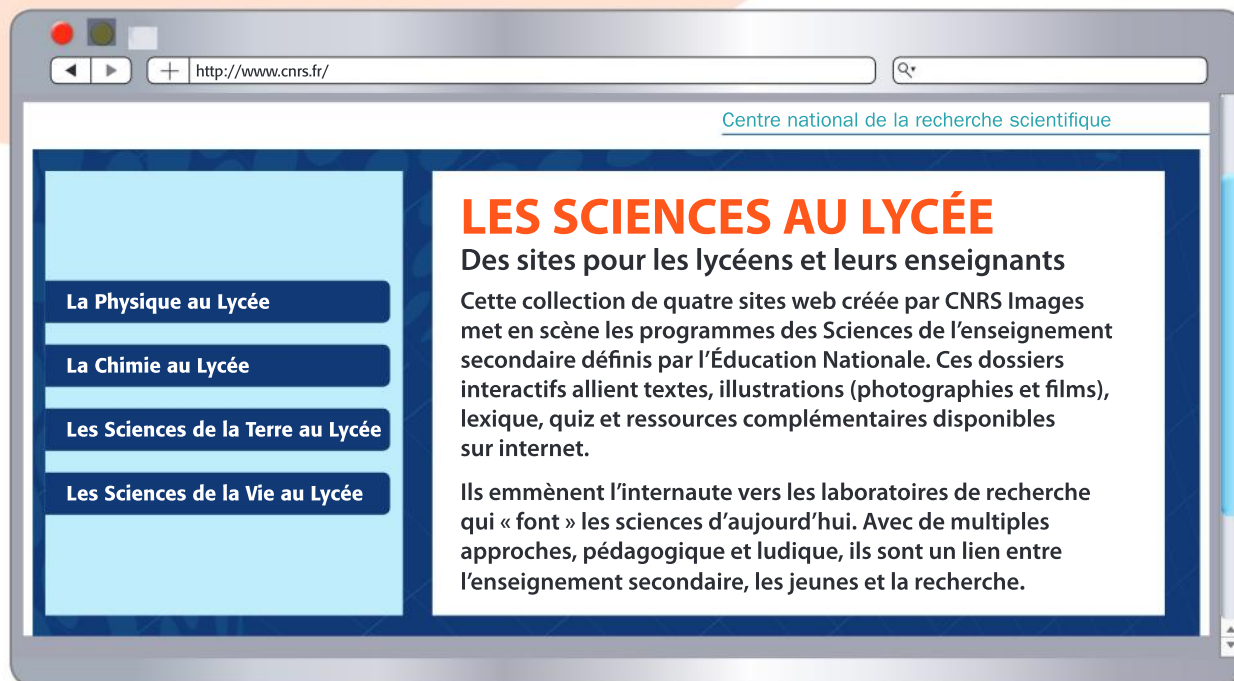 http://www.cnrs.fr/
Centre national de la recherche scientifique
La Physique au Lycée
La Chimie au Lycée
Les Sciences de la Terre au Lycée
Les Sciences de la Vie au Lycée
LES SCIENCES AU LYCÉE
Des sites pour les lycéens et leurs enseignants
Cette collection de quatre sites web créée par CNRS Images
met en scène les programmes des Sciences de l’enseignement
secondaire définis par l’Éducation Nationale. Ces dossiers
interactifs allient textes, illustrations (photographies et films),
lexique, quiz et ressources complémentaires disponibles
sur internet.
Ils emmènent l’internaute vers les laboratoires de recherche
qui « font » les sciences d’aujourd’hui. Avec de multiples
approches, pédagogique et ludique, ils sont un lien entre
l’enseignement secondaire, les jeunes et la recherche.